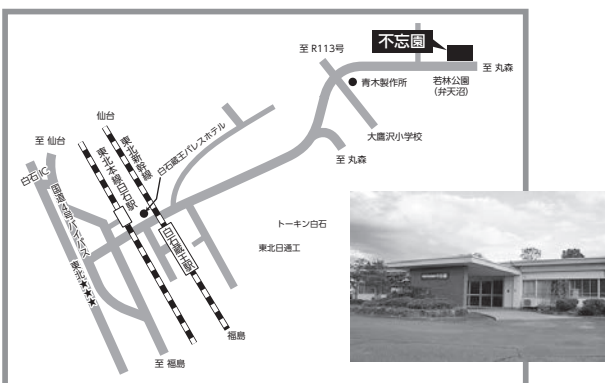 至 R113号
不忘園
至 丸森
青木製作所
若林公園
(弁天沼)
大鷹沢小学校
至 丸森
仙台
至 仙台
東北新幹線
白石蔵王パレスホテル
東北本線白石駅
白石IC
国道4号バイパス
東北★★★
白石蔵王駅
トーキン白石
東北日通工
福島
至 福島